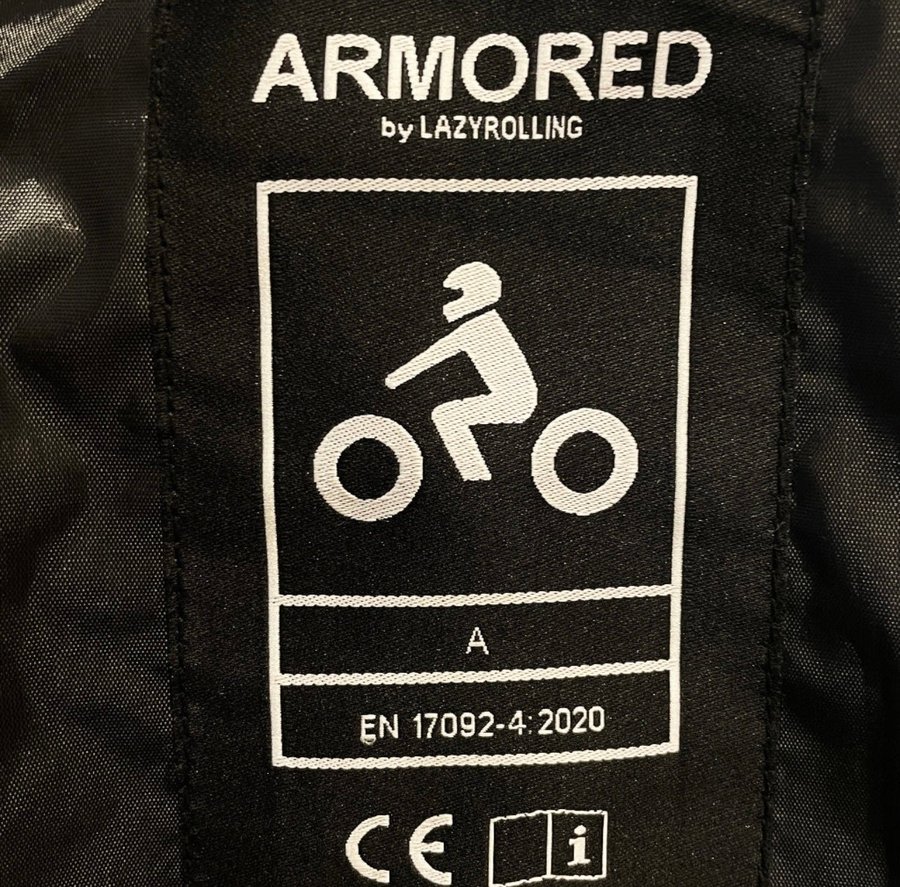 ARMORED
by LAZYROLLING
A
EN 17092-4:2020
CE
i